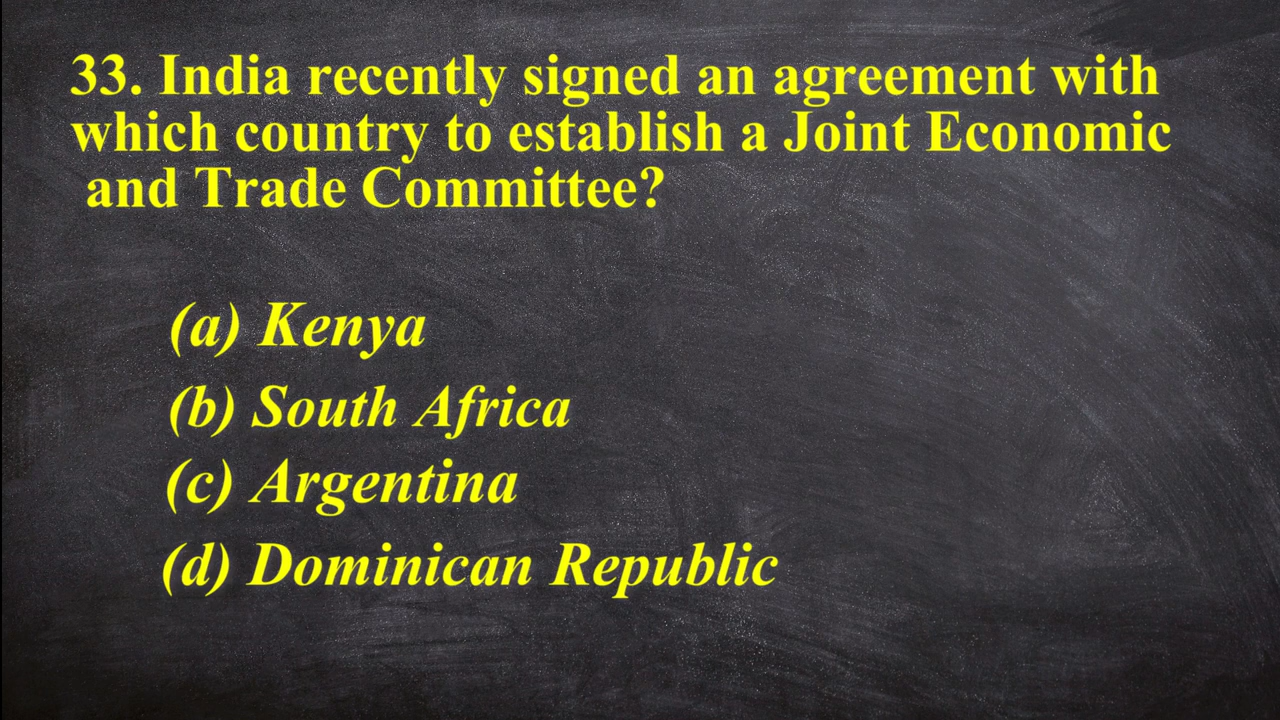 33. India recently signed an agreement with
which country to establish a Joint Economic
and Trade Committee?
(a) Kenya
(b) South Africa
(c) Argentina
(d) Dominican Republic